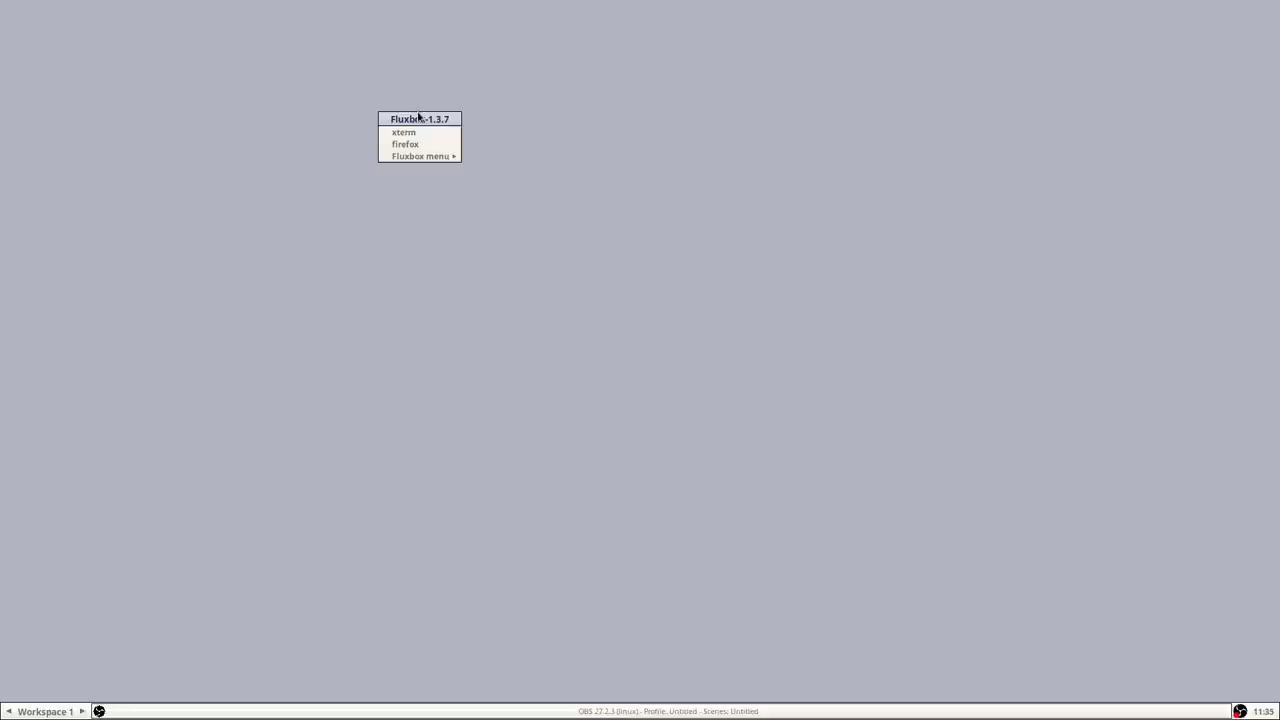 Fluxbox-1.3.7
xterm
firefox
Fluxbox menu
Workspace 1
OBS 27.2.3 (linux) - Profile: Untitled - Scenes: Untitled
11:35